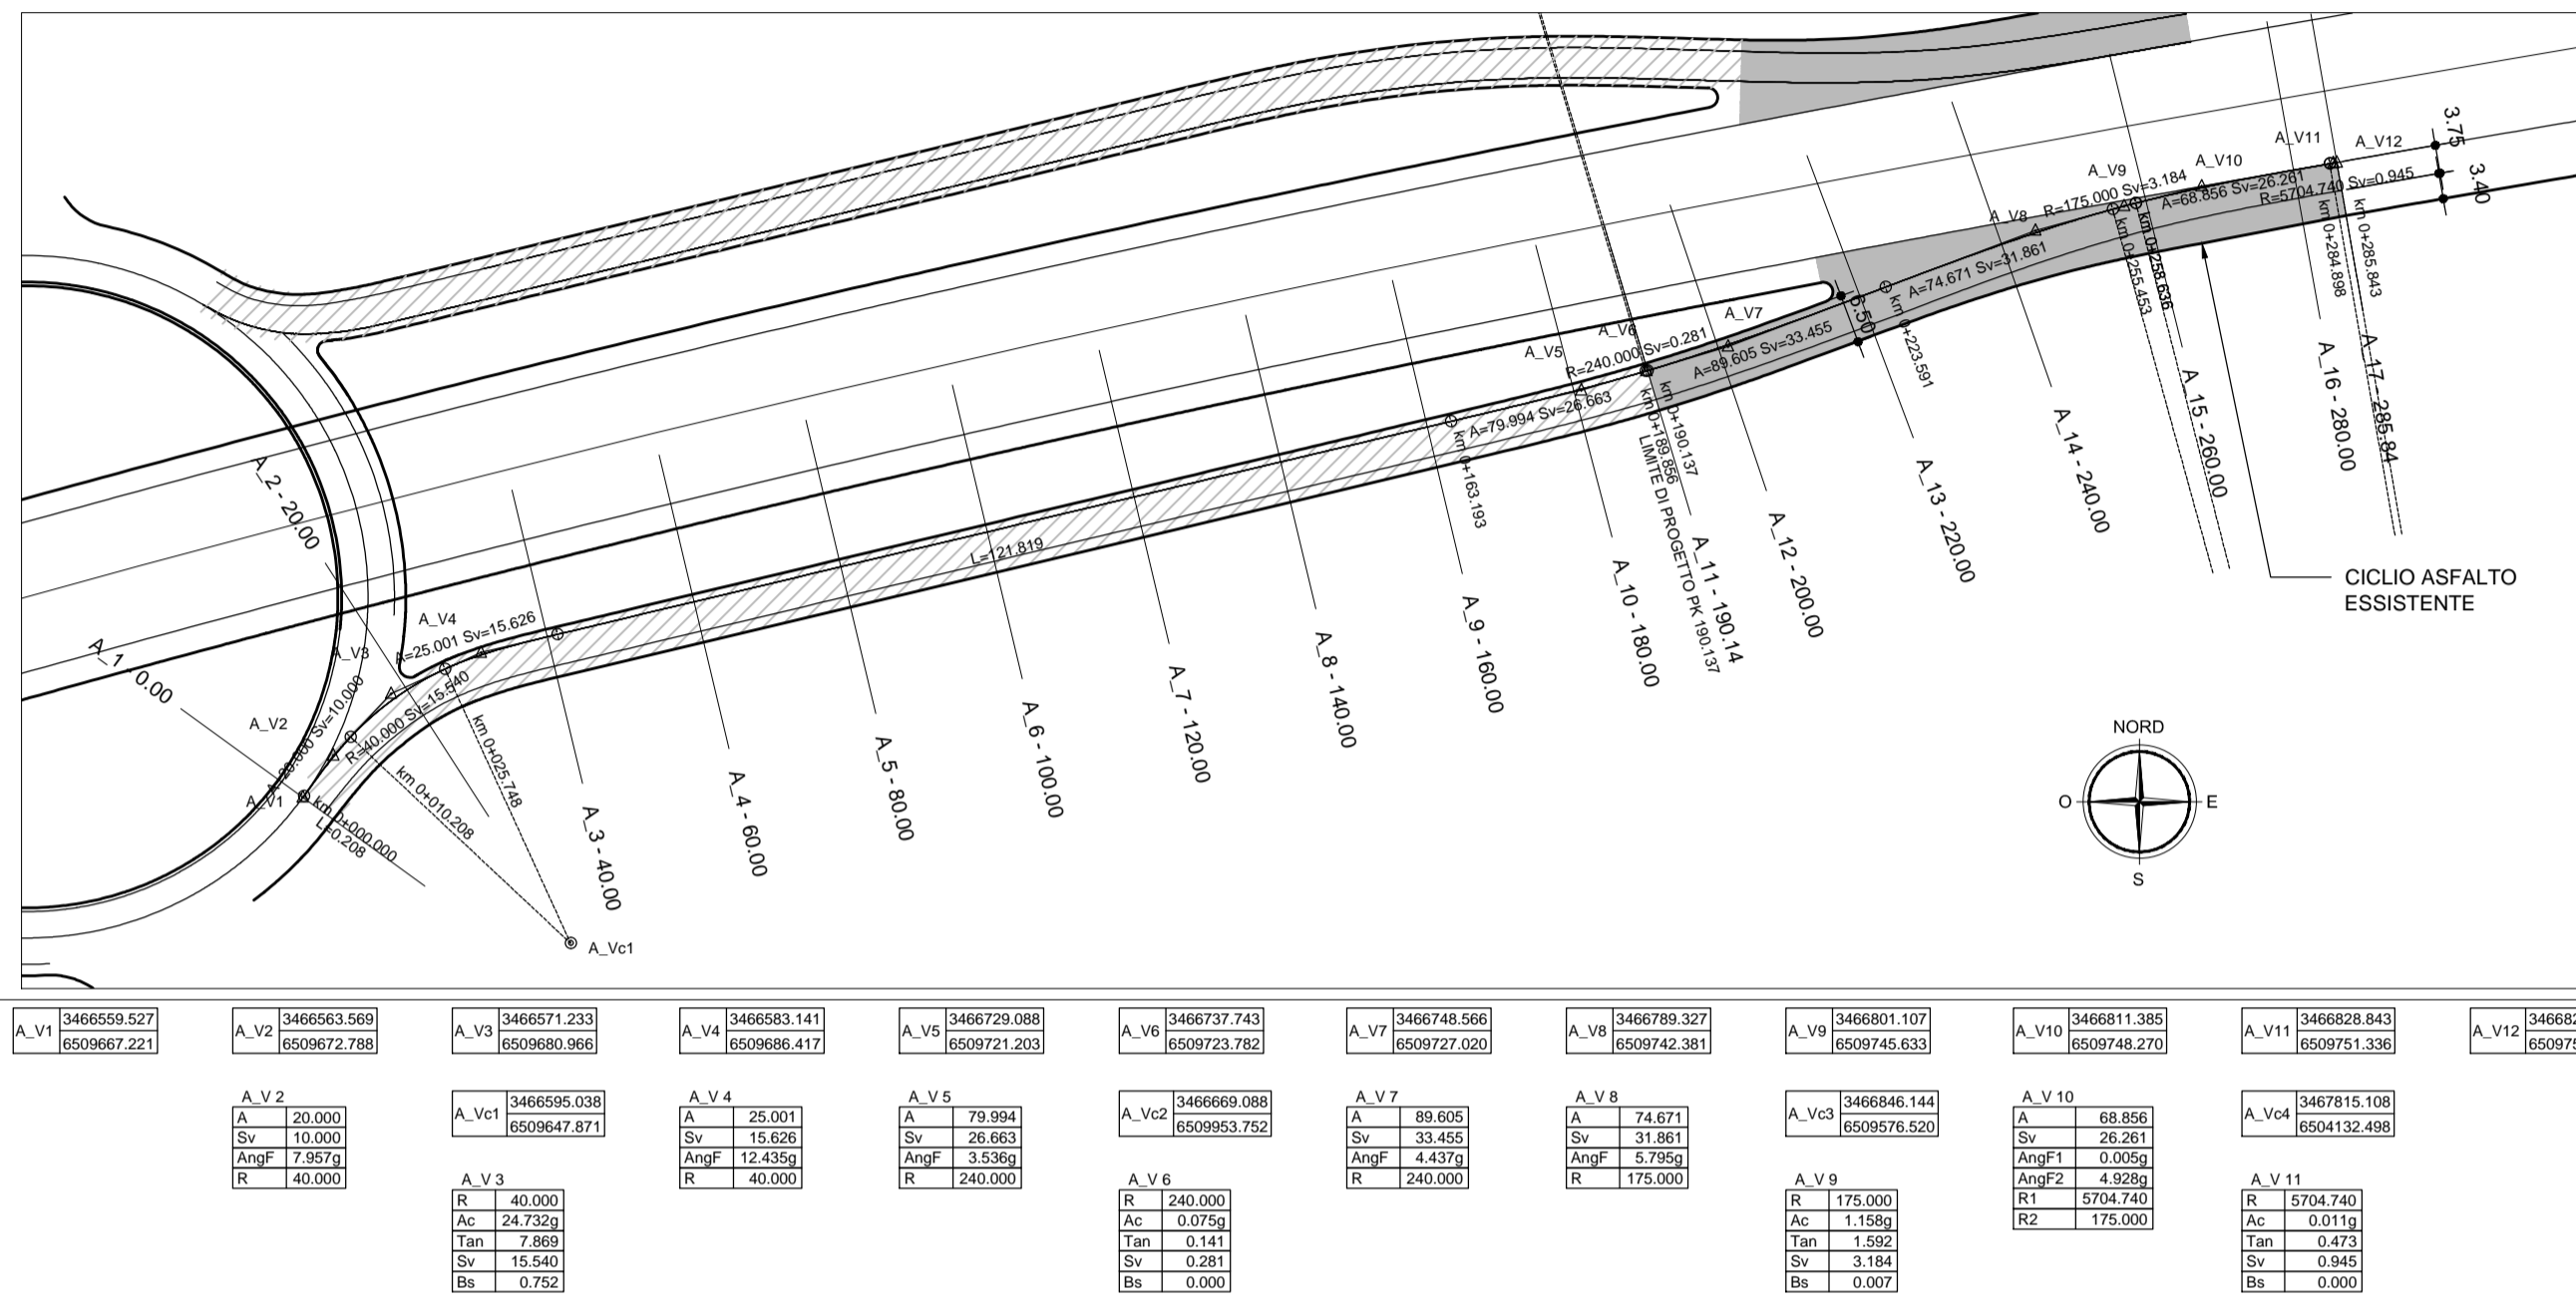 3.75
A_V11
A_V12
A_V10
A_V9
3.40
R=175.000 Sv=3.184
A=68.856 Sv=26.261
R=5704.740 Sv=0.945
A_V8
km 0+255.453
km 0+258.636
km 0+284.898
km 0+285.843
A=74.671 Sv=31.861
6.50
km 0+223.591
A_V7
A_V6
A_V5
R=240.000 Sv=0.281
A=89.605 Sv=33.455
A=79.994 Sv=26.663
km 0+163.193
km 0+189.856
km 0+190.137
LIMITE DI PROGETTO PK 190.137
L=121.819
A_1 - 0.00
A_2 - 20.00
A_3 - 40.00
A_4 - 60.00
A_5 - 80.00
A_6 - 100.00
A_7 - 120.00
A_8 - 140.00
A_9 - 160.00
A_10 - 180.00
A_11 - 190.14
A_12 - 200.00
A_13 - 220.00
A_14 - 240.00
A_15 - 260.00
A_16 - 280.00
A_17 - 285.84
CICLIO ASFALTO
ESSISTENTE
A_V4
A=25.001 Sv=15.626
A_V3
A_V2
20.000 Sv=10.000
R=40.000 Sv=15.540
A_V1
km 0+000.000
L=0.208
km 0+010.208
km 0+025.748
A_Vc1
NORD
O
E
S
A_V1 3466559.527
6509667.221
A_V2 3466563.569
6509672.788
A_V3 3466571.233
6509680.966
A_V4 3466583.141
6509686.417
A_V5 3466729.088
6509721.203
A_V6 3466737.743
6509723.782
A_V7 3466748.566
6509727.020
A_V8 3466789.327
6509742.381
A_V9 3466801.107
6509745.633
A_V10 3466811.385
6509748.270
A_V11 3466828.843
6509751.336
A_V12 346682
650975
A_V 2
A 20.000
Sv 10.000
AngF 7.957g
R 40.000
A_Vc1 3466595.038
6509647.871
A_V 3
R 40.000
Ac 24.732g
Tan 7.869
Sv 15.540
Bs 0.752
A_V 4
A 25.001
Sv 15.626
AngF 12.435g
R 40.000
A_V 5
A 79.994
Sv 26.663
AngF 3.536g
R 240.000
A_Vc2 3466669.088
6509953.752
A_V 6
R 240.000
Ac 0.075g
Tan 0.141
Sv 0.281
Bs 0.000
A_V 7
A 89.605
Sv 33.455
AngF 4.437g
R 240.000
A_V 8
A 74.671
Sv 31.861
AngF 5.795g
R 175.000
A_Vc3 3466846.144
6509576.520
A_V 9
R 175.000
Ac 1.158g
Tan 1.592
Sv 3.184
Bs 0.007
A_V 10
A 68.856
Sv 26.261
AngF1 0.005g
AngF2 4.928g
R1 5704.740
R2 175.000
A_Vc4 3467815.108
6504132.498
A_V 11
R 5704.740
Ac 0.011g
Tan 0.473
Sv 0.945
Bs 0.000